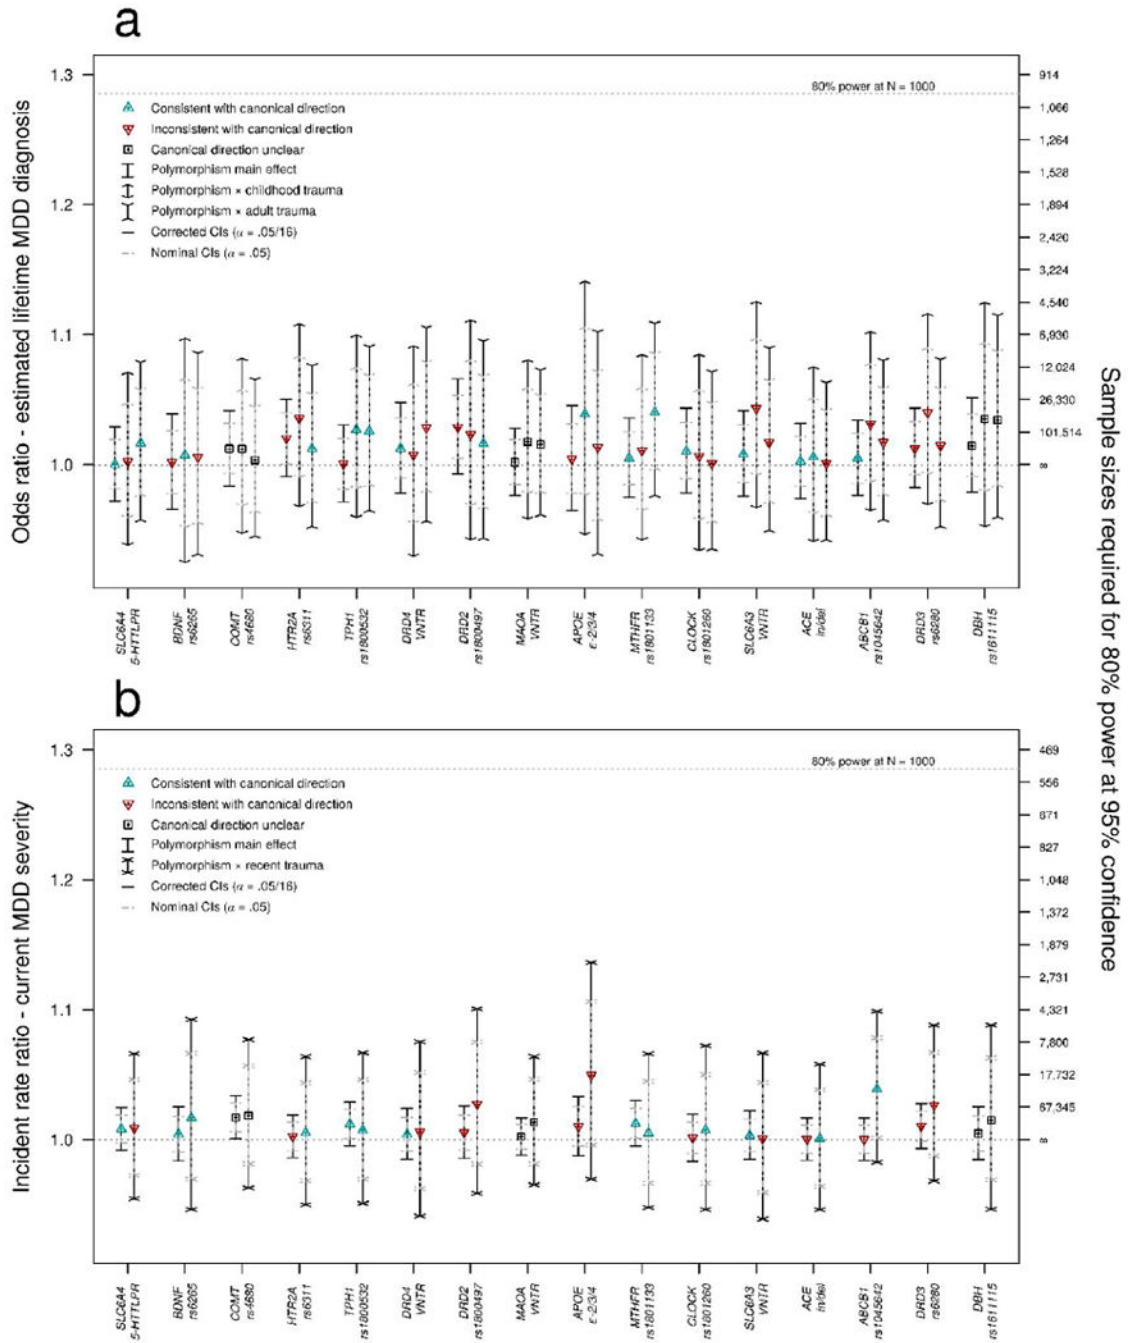 a
Odds ratio - estimated lifetime MDD diagnosis
1.3
1.2
1.1
1.0
80% power at N = 1000
Consistent with canonical direction
Inconsistent with canonical direction
Canonical direction unclear
Polymorphism main effect
Polymorphism × childhood trauma
Polymorphism × adult trauma
Corrected CIs (α = .05/16)
Nominal CIs (α = .05)
914
1,066
1,264
1,528
1,894
2,420
3,224
4,540
6,936
12.024
26,330
101.514
∞
SLC6A4
5-HTTLPR
BDNF
rs6265
COMT
rs4680
HTR2A
rs6311
TPH1
rs1800532
DRD4
VNTR
DRD2
rs1800497
MAOA
VNTR
APOE
ε-2/3/4
MTHFR
rs1801133
CLOCK
rs1801260
SLC6A3
VNTR
ACE
in/del
ABCB1
rs1045642
DRD3
rs6280
DBH
rs1611115
Sample sizes required for 80% power at 95% confidence
b
Incident rate ratio - current MDD severity
1.3
1.2
1.1
1.0
80% power at N = 1000
Consistent with canonical direction
Inconsistent with canonical direction
Canonical direction unclear
Polymorphism main effect
Polymorphism × recent trauma
Corrected CIs (α = .05/16)
Nominal CIs (α = .05)
469
556
871
827
1,048
1,372
1,879
2,731
4,321
7,800
17,732
67,345
∞
SLC6A4
5-HTTLPR
BDNF
rs6265
COMT
rs4680
HTR2A
rs6311
TPH1
rs1800532
DRD4
VNTR
DRD2
rs1800497
MAOA
VNTR
APOE
ε-2/3/4
MTHFR
rs1801133
CLOCK
rs1801260
SLC6A3
VNTR
ACE
in/del
ABCB1
rs1045642
DRD3
rs6280
DBH
rs1611115